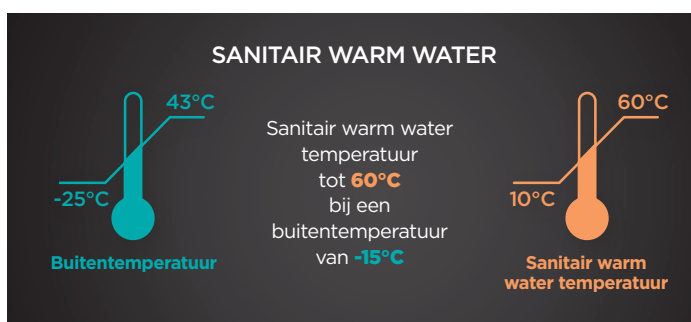 SANITAIR WARM WATER
43°C
-25°C
Buitentemperatuur
Sanitair warm water
temperatuur
tot 60°C
bij een
buitentemperatuur
van -15°C
60°C
10°C
Sanitair warm
water temperatuur